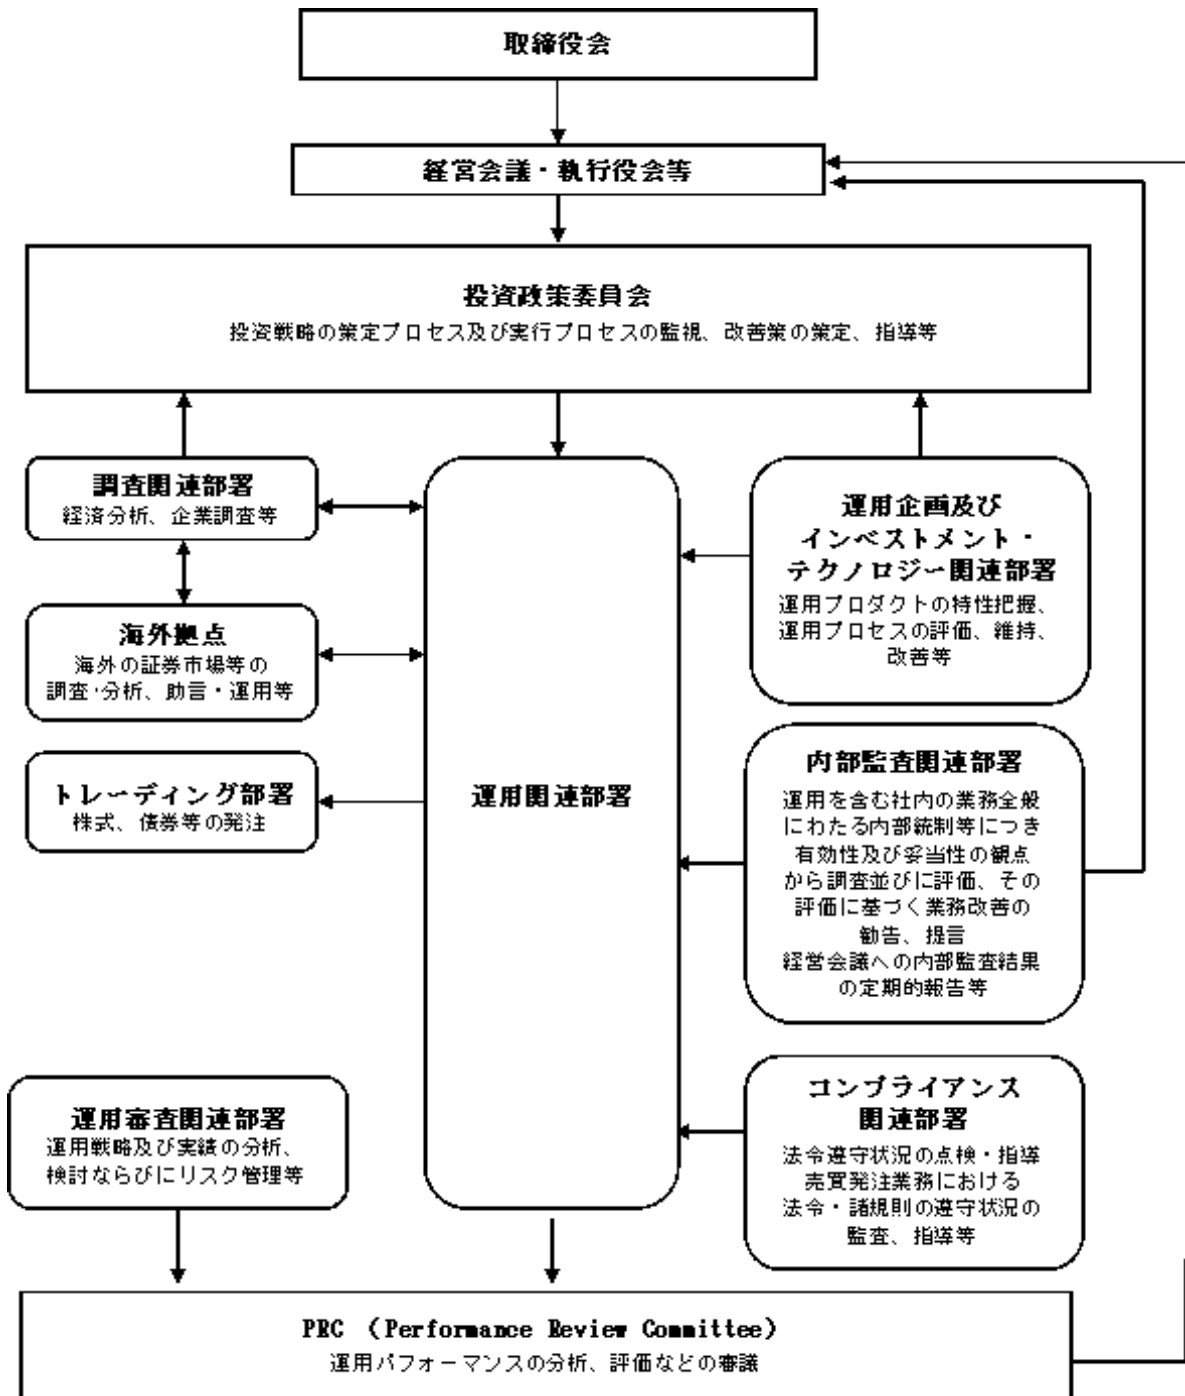 取締役会
経営会議・執行役会等
投資政策委員会
投資戦略の策定プロセス及び実行プロセスの監視、改善策の策定、指導等
調査関連部署
経済分析、企業調査等
海外拠点
海外の証券市場等の
調査・分析、助言・運用等
トレーディング部署
株式、債券等の発注
運用関連部署
運用企画及び
インベストメント・
テクノロジー関連部署
運用プロダクトの特性把握、
運用プロセスの評価、維持、
改善等
内部監査関連部署
運用を含む社内の業務全般
にわたる内部統制等につき
有効性及び妥当性の観点
から調査並びに評価、その
評価に基づく業務改善の
勧告、提言
経営会議への内部監査結果
の定期的報告等
運用審査関連部署
運用戦略及び実績の分析、
検討ならびにリスク管理等
コンプライアンス
関連部署
法令遵守状況の点検・指導
売買発注業務における
法令・諸規則の遵守状況の
監査、指導等
PRC （Performance Review Committee）
運用パフォーマンスの分析、評価などの審議